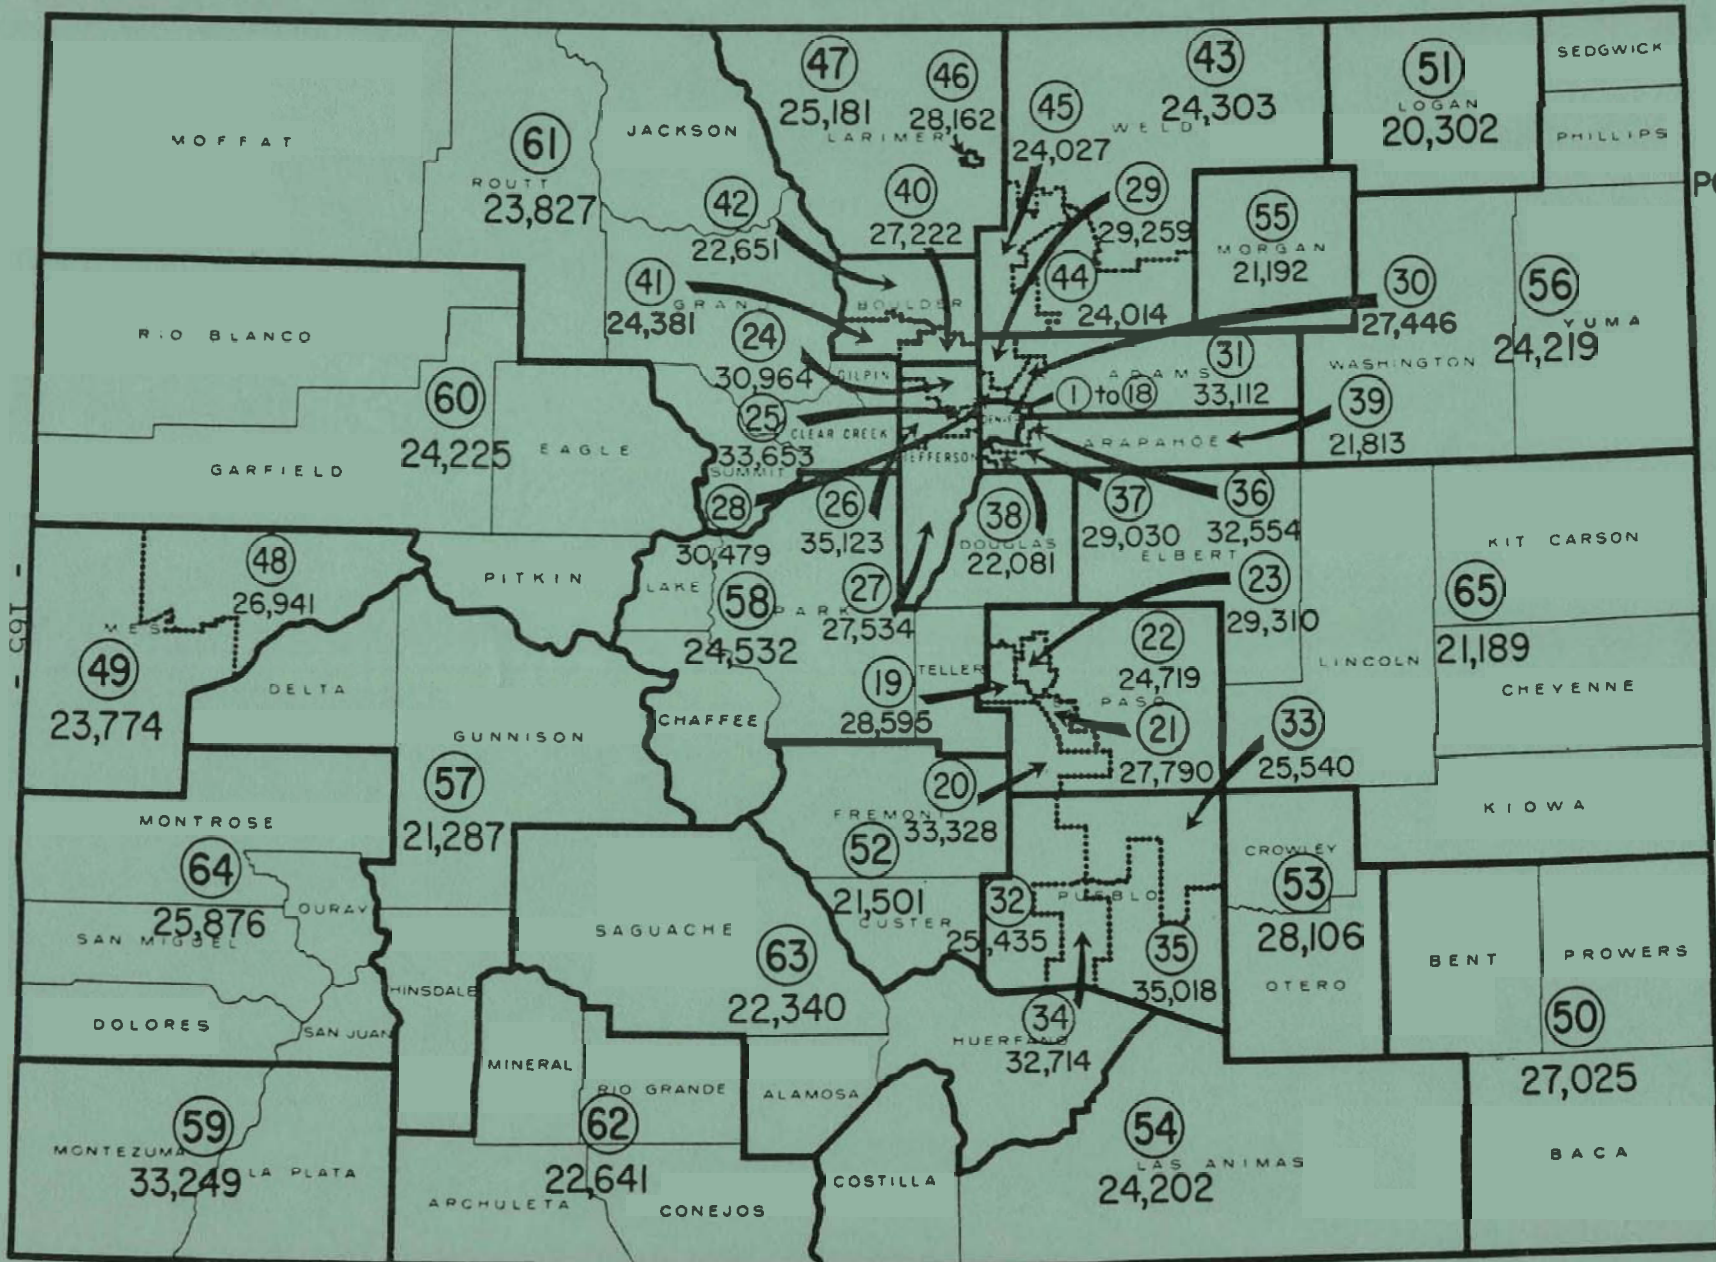 SEDGWICK
47
46
43
51
25,181
LARIMER
28,162
45
24,303
WELD
LOGAN
20,302
PHILLIPS
MOFFAT
61
JACKSON
24,027
ROUTT
23,827
42
22,651
40
27,222
29
29,259
55
MORGAN
21,192
41
24,381
BOULDER
44
24,014
30
27,446
56
24,219
YUMA
RIO BLANCO
24
30,964
GILPIN
31
ADAMS
33,112
WASHINGTON
60
24,225
EAGLE
25
33,653
CLEAR CREEK
1 to 18
DENVER
ARAPAHOE
39
21,813
GARFIELD
SUMMIT
JEFFERSON
28
30,479
26
35,123
38
DOUGLAS
22,081
37
29,030
36
32,554
ELBERT
KIT CARSON
48
26,941
PITKIN
LAKE
58
PARK
24,532
27
27,534
23
29,310
65
21,189
- 165 -
49
23,774
DELTA
19
28,595
TELLER
22
24,719
PASO
LINCOLN
CHEYENNE
GUNNISON
CHAFFEE
21
27,790
33
25,540
57
21,287
20
33,328
FREMONT
KIOWA
MONTROSE
64
25,876
52
21,501
CUSTER
CROWLEY
53
28,106
OTERO
OURAY
SAN MIGUEL
SAGUACHE
63
22,340
32
25,435
PUEBLO
35
35,018
BENT
PROWERS
50
27,025
HINSDALE
DOLORES
SAN JUAN
34
HUERFANO
32,714
MINERAL
RIO GRANDE
ALAMOSA
59
MONTEZUMA
33,249
LA PLATA
62
22,641
54
LAS ANIMAS
24,202
BACA
ARCHULETA
CONEJOS
COSTILLA